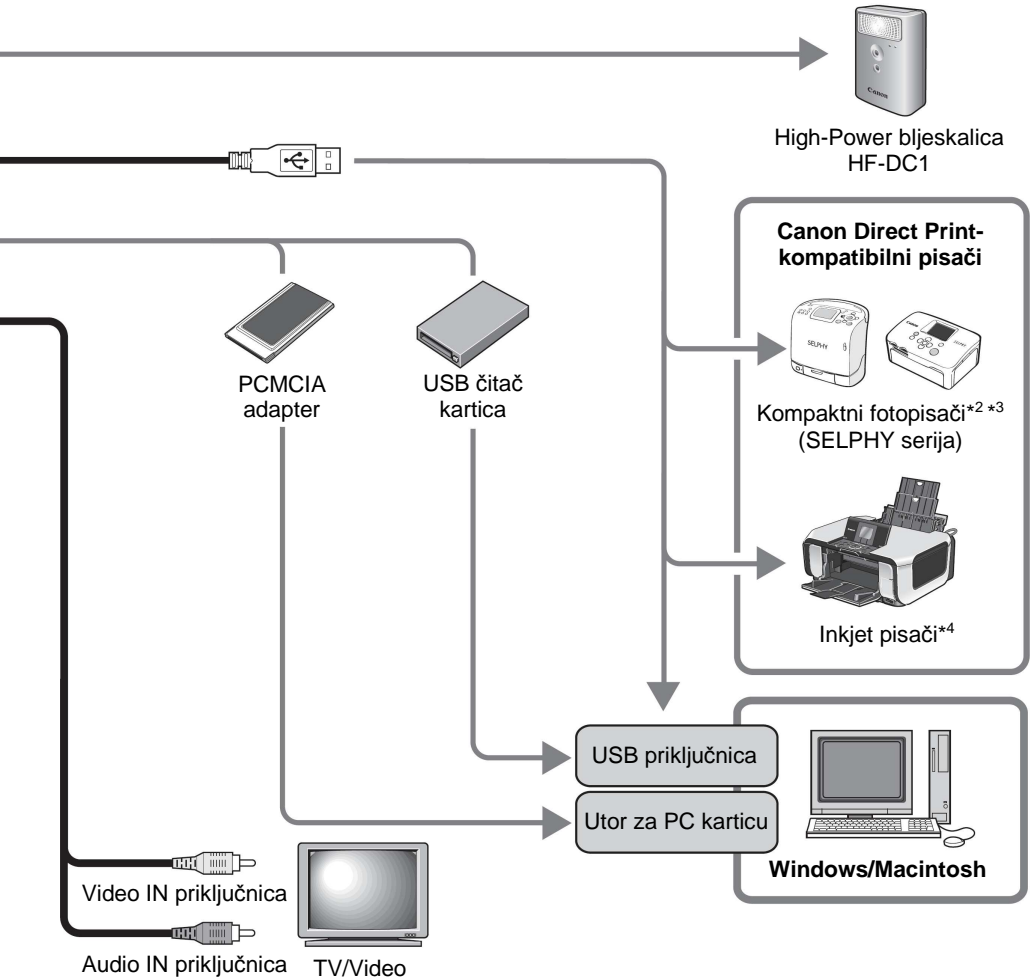 Canon
High-Power bljeskalica
HF-DC1
Canon Direct Print-
kompatibilni pisači
SELPHY
Kompaktni fotopisači*2 *3
(SELPHY serija)
PCMCIA
adapter
USB čitač
kartica
Inkjet pisači*4
USB priključnica
Utor za PC karticu
Windows/Macintosh
Video IN priključnica
Audio IN priključnica
TV/Video